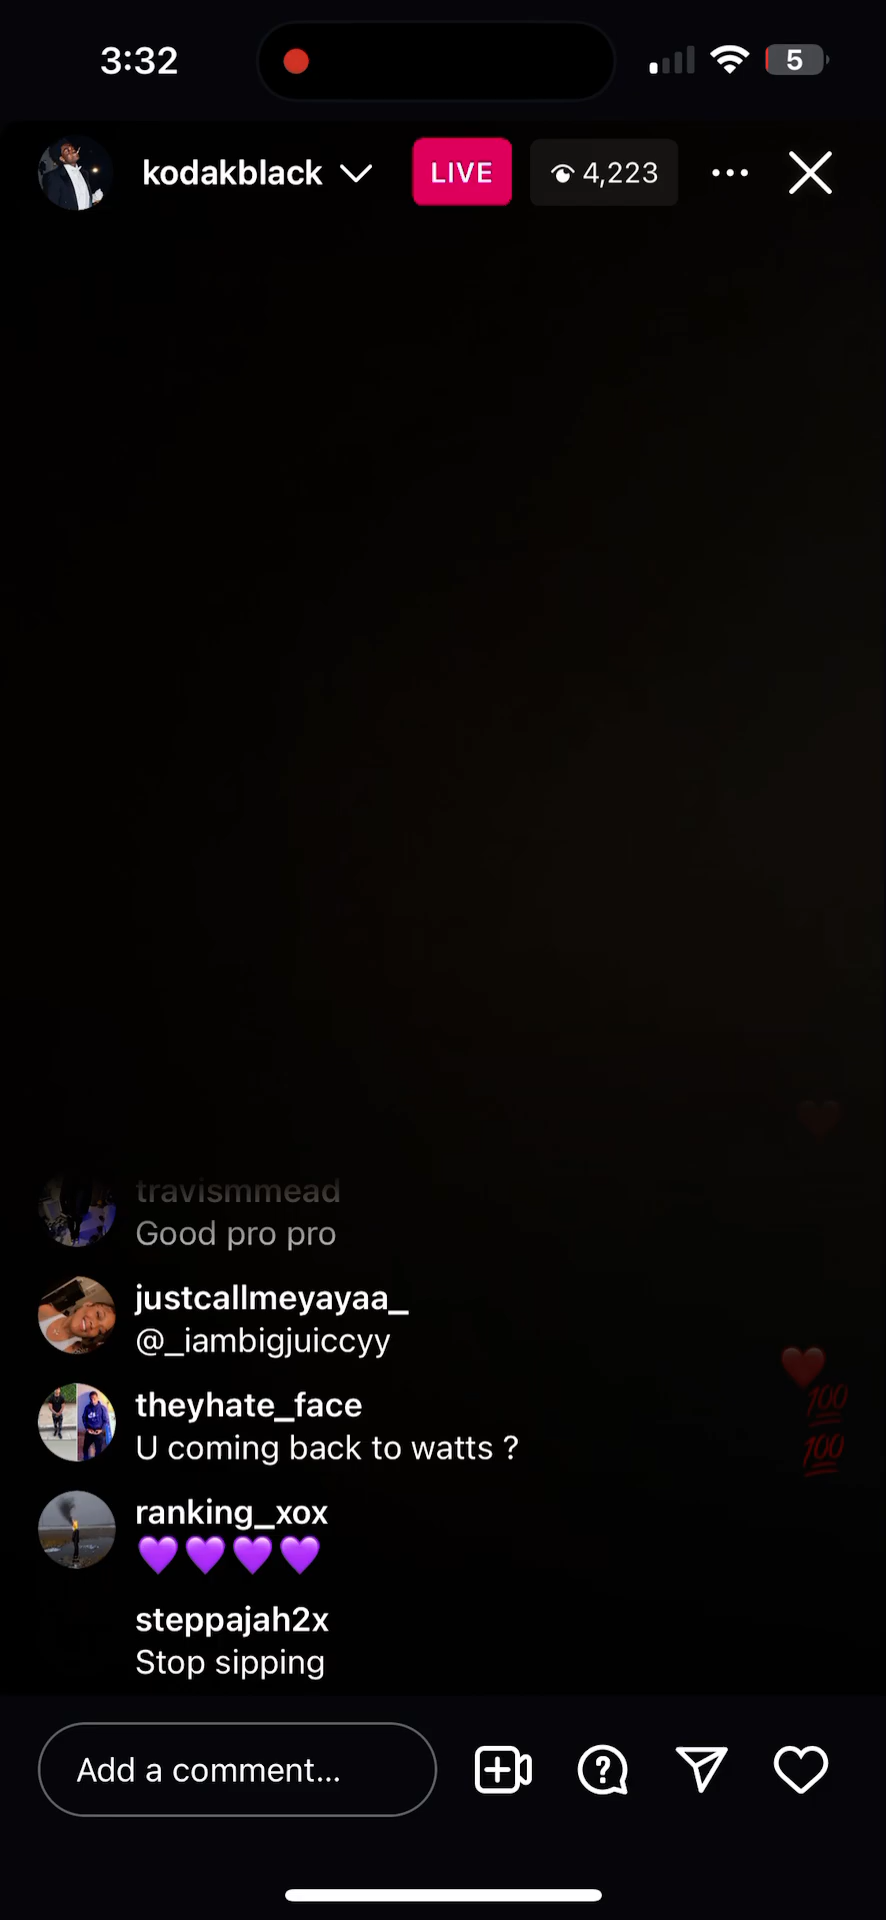 3:32
5
kodakblack
LIVE
4,223
travismmead
Good pro pro
justcallmeyayaa_
@_iambigjuiccyy
theyhate_face
U coming back to watts ?
ranking_xox
💜💜💜💜
steppajah2x
Stop sipping
Add a comment...